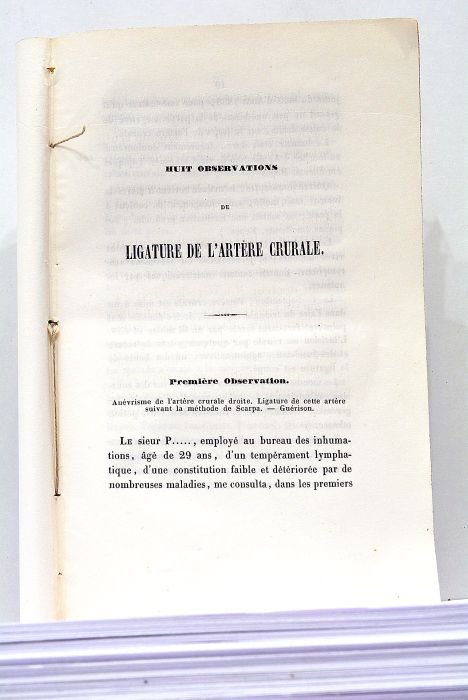 HUIT OBSERVATIONS
DE
LIGATURE DE L'ARTÈRE CRURALE.
Première Observation.
Anévrisme de l'artère crurale droite. Ligature de cette artère
suivant la méthode de Scarpa. — Guérison.
LE sieur P....., employé au bureau des inhuma-
tions, âgé de 29 ans, d'un tempérament lympha-
tique, d'une constitution faible et détériorée par de
nombreuses maladies, me consulta, dans les premiers